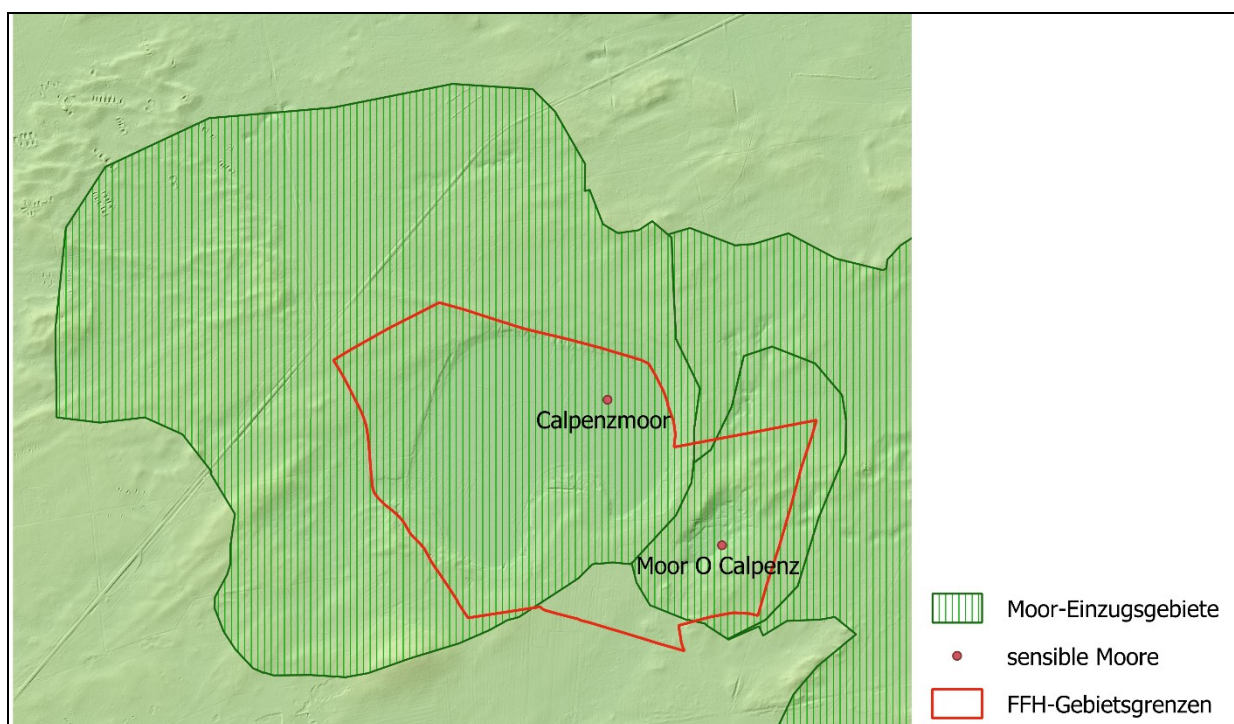 Calpenzmoor
Moor O Calpenz
Moor-Einzugsgebiete
sensible Moore
FFH-Gebietsgrenzen